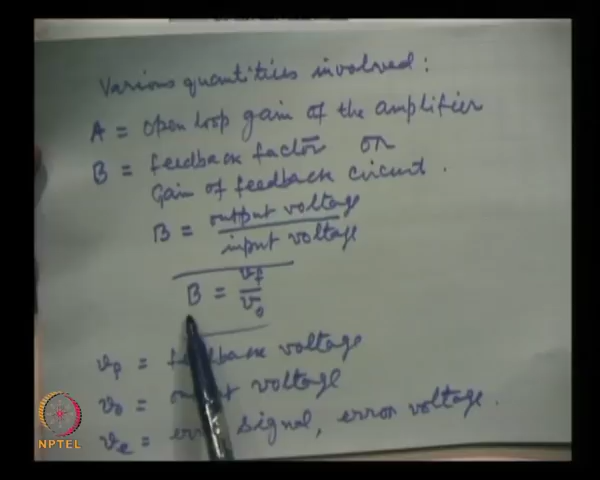 Various quantities involved:
A = open loop gain of the amplifier
B = feedback factor or
Gain of feedback circuit.
B = output voltage
input voltage
B = vf
vo
vf = feedback voltage
vo = output voltage
ve = error signal, error voltage.
NPTEL